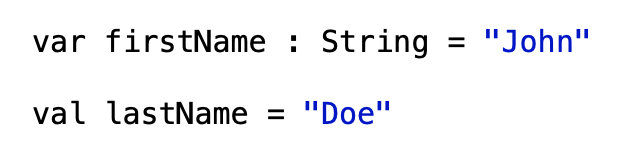 var firstName : String = "John"
val lastName = "Doe"